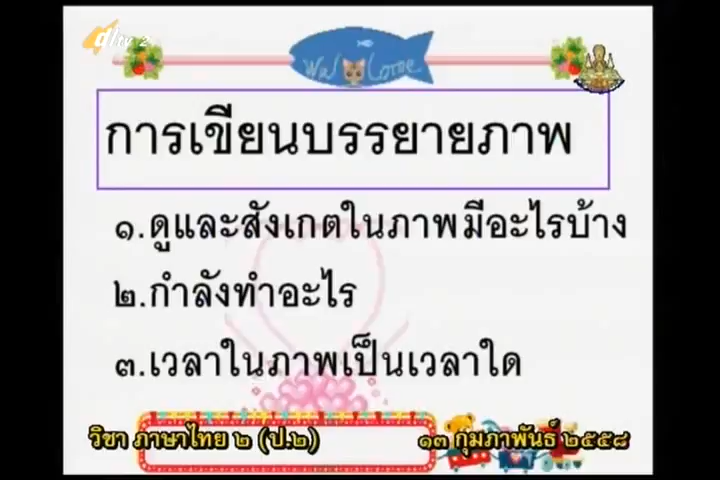 dltv 2
Wel come
การเขียนบรรยายภาพ
๑.ดูและสังเกตในภาพมีอะไรบ้าง
๒.กำลังทำอะไร
๓.เวลาในภาพเป็นเวลาใด
วิชา ภาษาไทย ๒ (ป.๒)
๑๓ กุมภาพันธ์ ๒๕๕๘